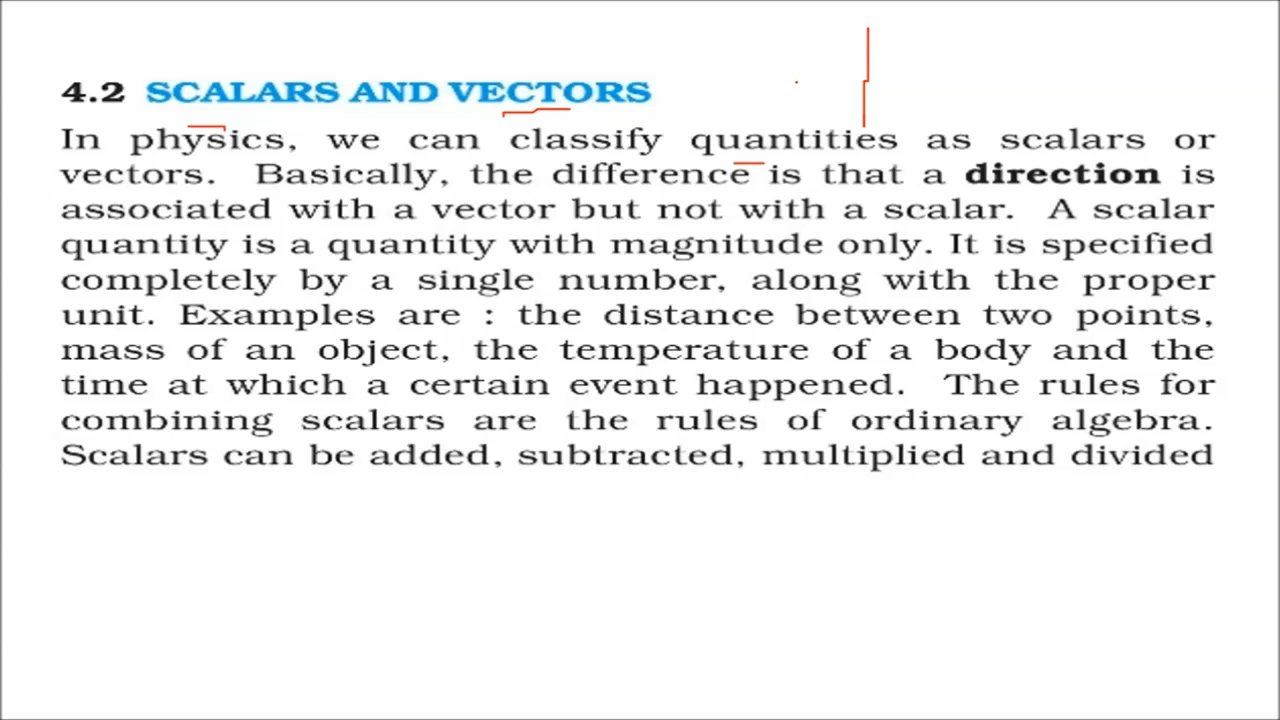 4.2 SCALARS AND VECTORS
In physics, we can classify quantities as scalars or
vectors. Basically, the difference is that a direction is
associated with a vector but not with a scalar. A scalar
quantity is a quantity with magnitude only. It is specified
completely by a single number, along with the proper
unit. Examples are : the distance between two points,
mass of an object, the temperature of a body and the
time at which a certain event happened. The rules for
combining scalars are the rules of ordinary algebra.
Scalars can be added, subtracted, multiplied and divided